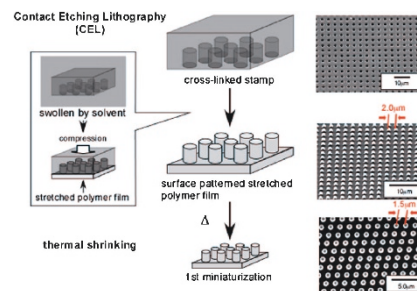 Contact Etching Lithography
(CEL)
swollen by solvent
compression
stretched polymer film
thermal shrinking
cross-linked stamp
surface patterned stretched
polymer film
Δ
1st miniaturization
10μm
2.0μm
10μm
1.5μm
5.0μm